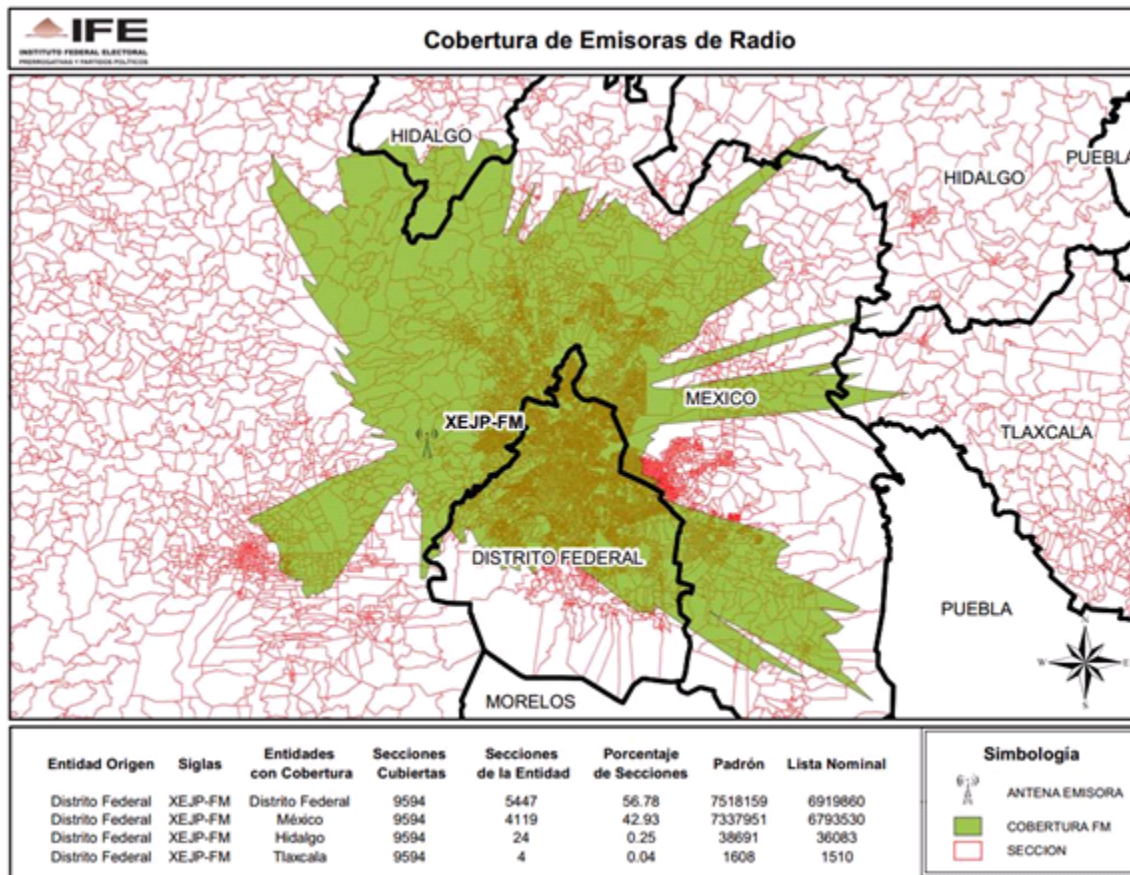 IFE
INSTITUTO FEDERAL ELECTORAL
PRERROGATIVAS Y PARTIDOS POLÍTICOS
Cobertura de Emisoras de Radio
HIDALGO
PUEBLA
HIDALGO
MEXICO
XEJP-FM
TLAXCALA
DISTRITO FEDERAL
PUEBLA
N
W E
S
MORELOS
Entidad Origen Siglas Entidades con Cobertura Secciones Cubiertas Secciones de la Entidad Porcentaje de Secciones Padrón Lista Nominal
Distrito Federal XEJP-FM Distrito Federal 9594 5447 56.78 7518159 6919860
Distrito Federal XEJP-FM México 9594 4119 42.93 7337951 6793530
Distrito Federal XEJP-FM Hidalgo 9594 24 0.25 38691 36083
Distrito Federal XEJP-FM Tlaxcala 9594 4 0.04 1608 1510
Simbología
ANTENA EMISORA
COBERTURA FM
SECCION